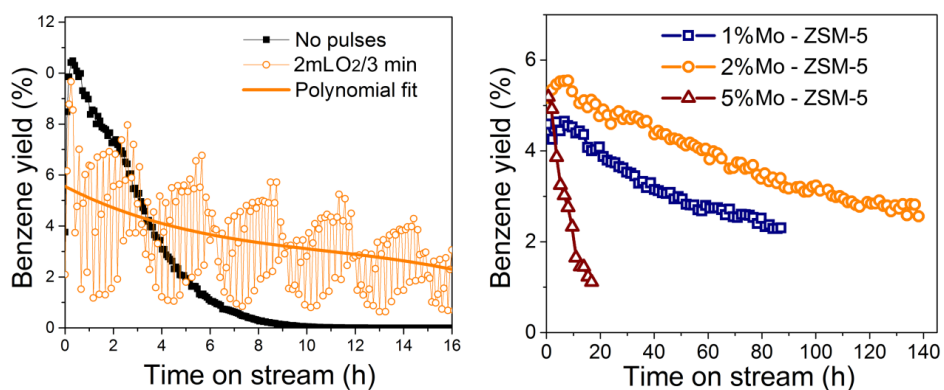 No pulses
2mLO2/3 min
Polynomial fit
Benzene yield (%)
12
0
8
6
4
2
0
0 2 4 6 8 10 12 14 16
Time on stream (h)
1%Mo - ZSM-5
2%Mo - ZSM-5
5%Mo - ZSM-5
Benzene yield (%)
6
4
2
0
0 20 40 60 80 100 120 140
Time on stream (h)